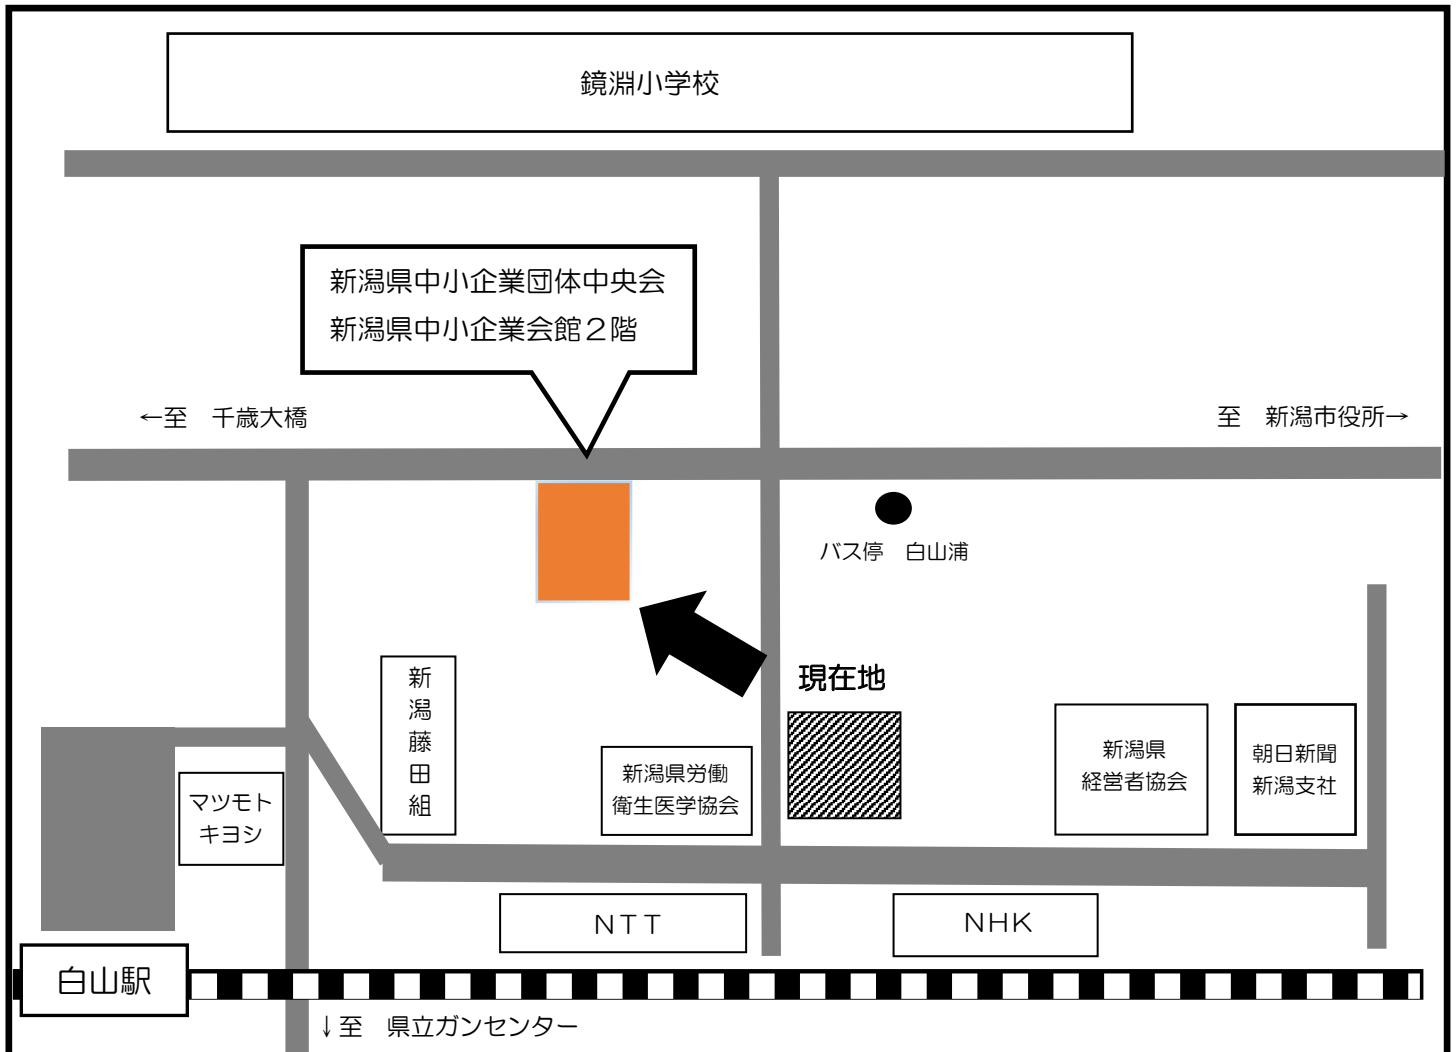 鏡淵小学校
新潟県中小企業団体中央会
新潟県中小企業会館２階
←至　千歳大橋
至　新潟市役所→
バス停　白山浦
現在地
新潟藤田組
新潟県労働
衛生医学協会
新潟県
経営者協会
朝日新聞
新潟支社
マツモト
キヨシ
ＮＴＴ
ＮＨＫ
白山駅
↓至　県立ガンセンター